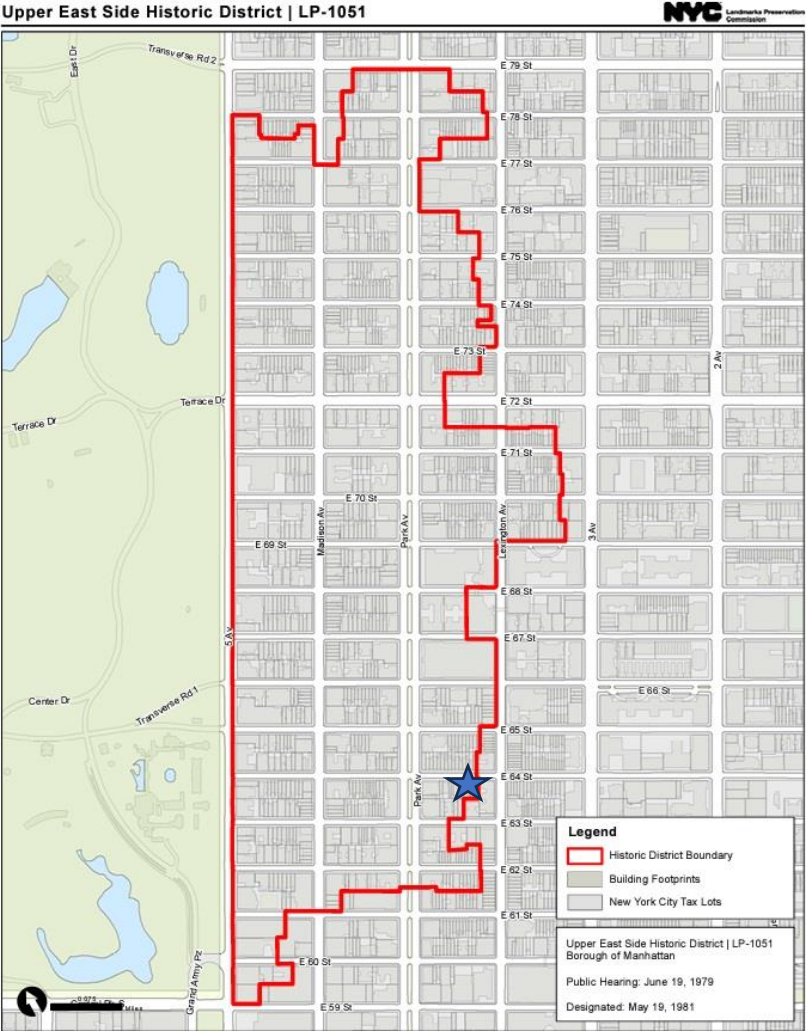 Upper East Side Historic District | LP-1051
NYC Landmarks Preservation
Commission
Transverse Rd 2
East Dr
E 79 St
E 78 St
E 77 St
E 76 St
E 75 St
E 74 St
E 73 St
2 Av
E 72 St
Terrace Dr
Terrace Dr
E 71 St
E 70 St
Madison Av
Park Av
Lexington Av
3 Av
E 69 St
E 68 St
5 Av
E 67 St
E 66 St
Center Dr
Transverse Rd 1
E 65 St
E 64 St
Park Av
E 63 St
E 62 St
E 61 St
E 60 St
Grand Army Plz
E 59 St
0.075
Miles
Legend
Historic District Boundary
Building Footprints
New York City Tax Lots
Upper East Side Historic District | LP-1051
Borough of Manhattan
Public Hearing: June 19, 1979
Designated: May 19, 1981